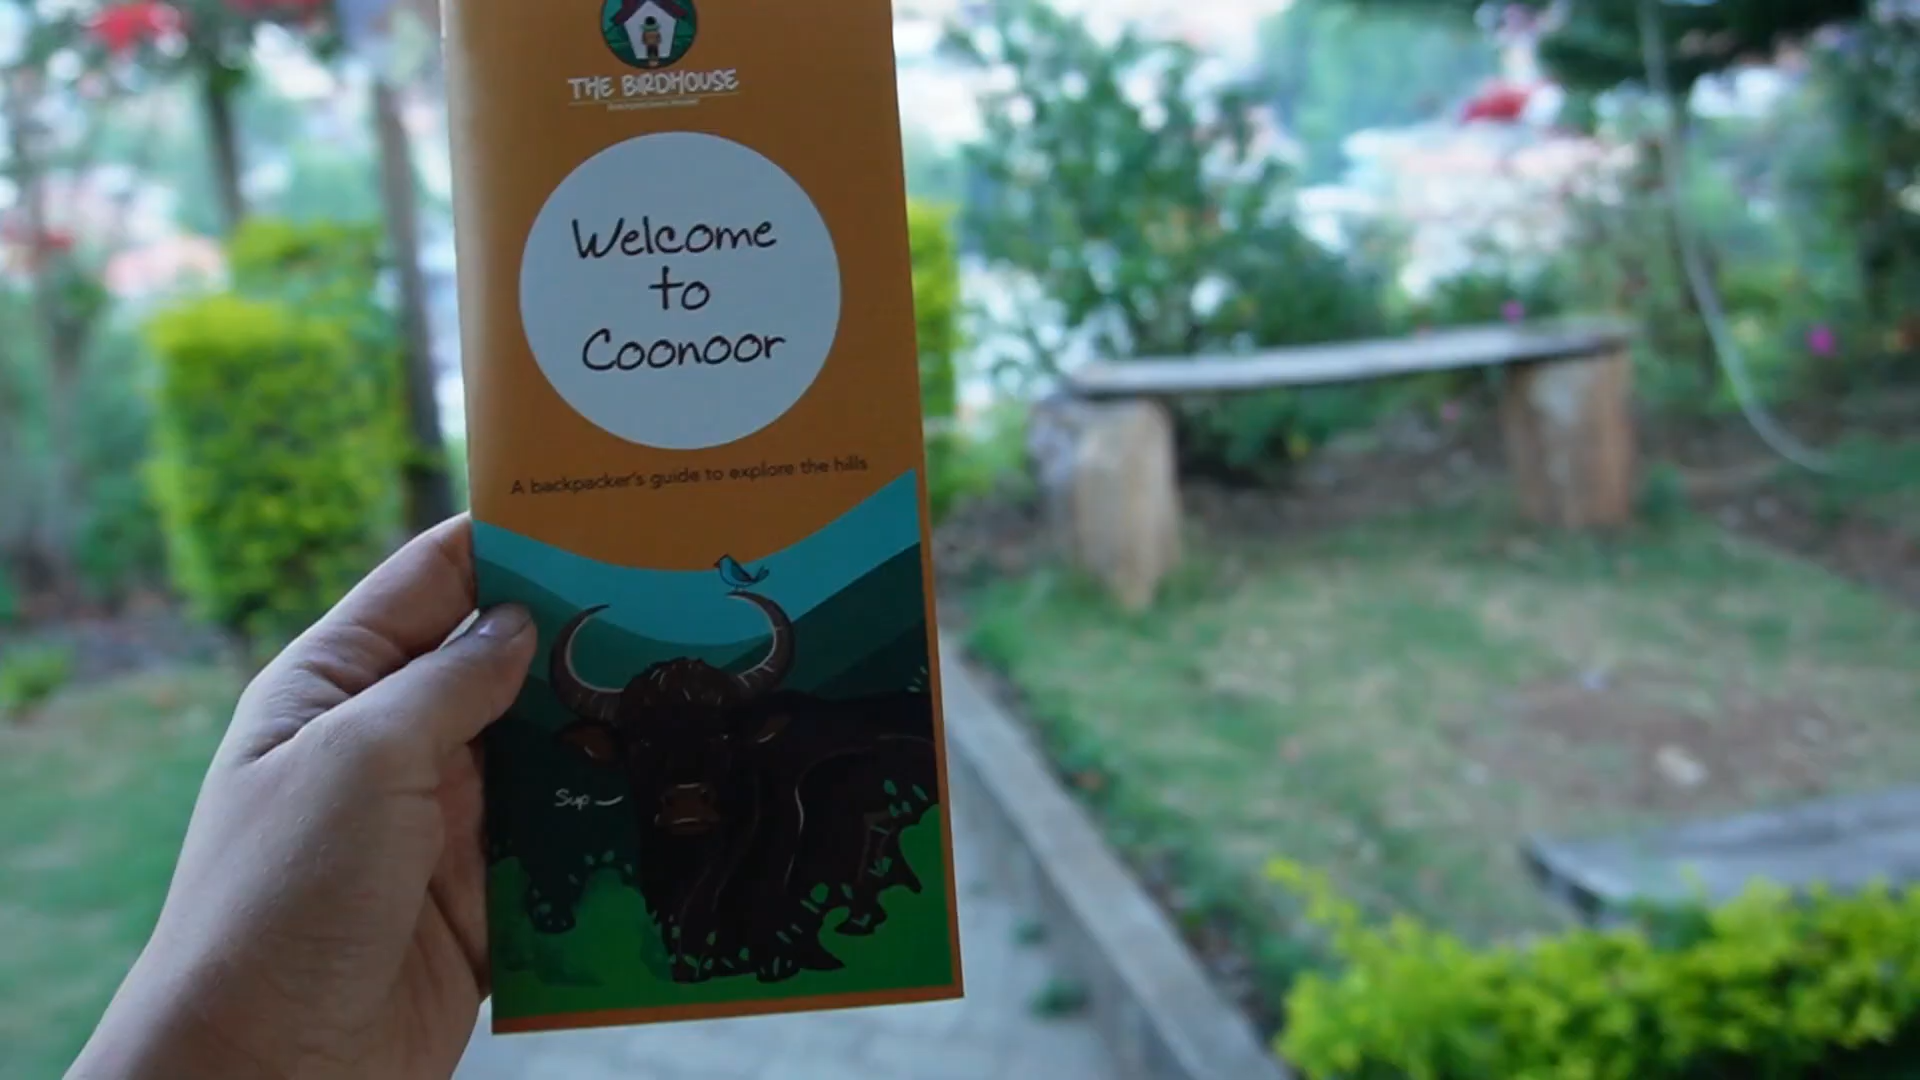 THE BIRDHOUSE
Welcome
to
Coonoor
A backpacker's guide to explore the hills
Sup